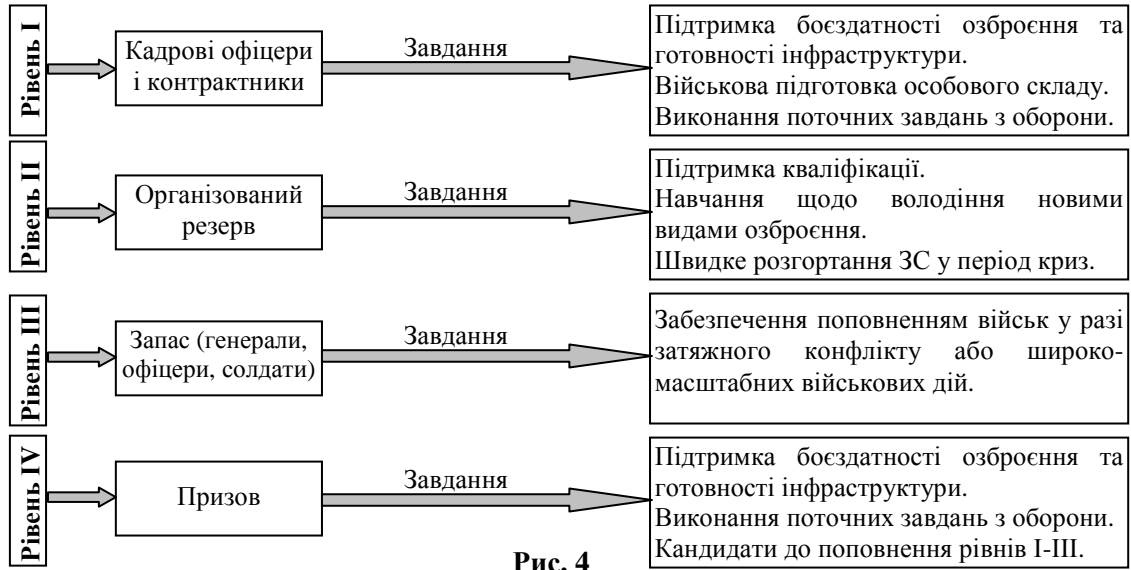 Рівень I
Кадрові офіцери
і контрактники
Завдання
Підтримка боєздатності озброєння та
готовності інфраструктури.
Військова підготовка особового складу.
Виконання поточних завдань з оборони.
Рівень II
Організований
резерв
Завдання
Підтримка кваліфікації.
Навчання щодо володіння новими
видами озброєння.
Швидке розгортання ЗС у період криз.
Рівень III
Запас (генерали,
офіцери, солдати)
Завдання
Забезпечення поповненням військ у разі
затяжного конфлікту або широко-
масштабних військових дій.
Рівень IV
Призов
Завдання
Підтримка боєздатності озброєння та
готовності інфраструктури.
Виконання поточних завдань з оборони.
Кандидати до поповнення рівнів I-III.
Рис. 4